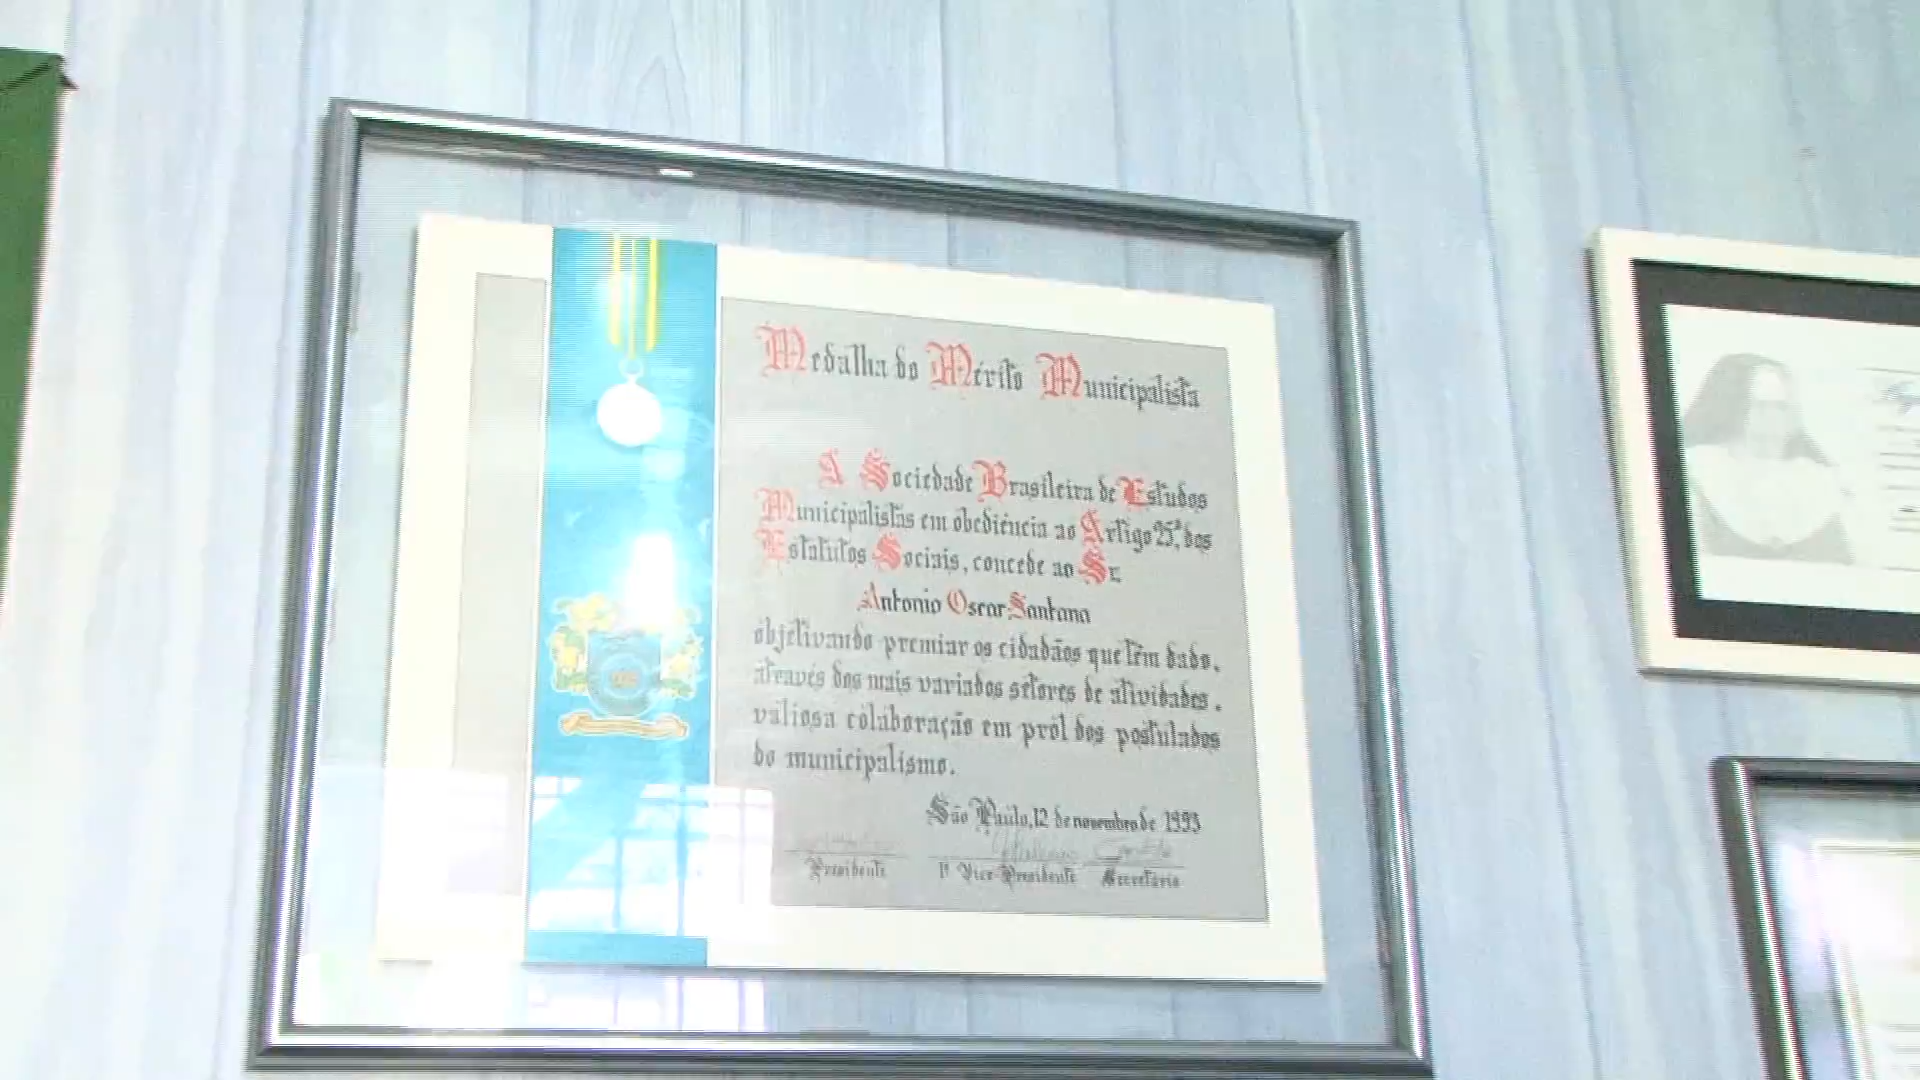 Medalha do Mérito Municipalista
A Sociedade Brasileira de Estudos
Municipalistas em obediência ao Artigo 25º, dos
Estatutos Sociais, concede ao Sr.
Antonio Oscar Santana
objetivando premiar os cidadãos que têm dado,
através dos mais variados setores de atividades,
valiosa colaboração em pról dos postulados
do municipalismo.
São Paulo, 12 de novembro de 1993
Presidente 1º Vice-Presidente Secretário